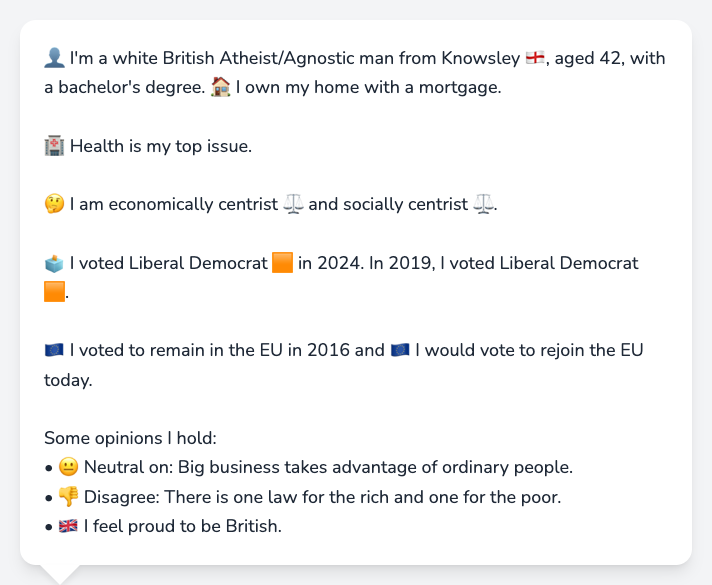 👤 I'm a white British Atheist/Agnostic man from Knowsley 🏴󠁧󠁢󠁥󠁮󠁧󠁿, aged 42, with
a bachelor's degree. 🏠 I own my home with a mortgage.
🏥 Health is my top issue.
🤔 I am economically centrist ⚖️ and socially centrist ⚖️.
🗳️ I voted Liberal Democrat 🟧 in 2024. In 2019, I voted Liberal Democrat
🟧.
🇪🇺 I voted to remain in the EU in 2016 and 🇪🇺 I would vote to rejoin the EU
today.
Some opinions I hold:
• 😐 Neutral on: Big business takes advantage of ordinary people.
• 👎 Disagree: There is one law for the rich and one for the poor.
• 🇬🇧 I feel proud to be British.